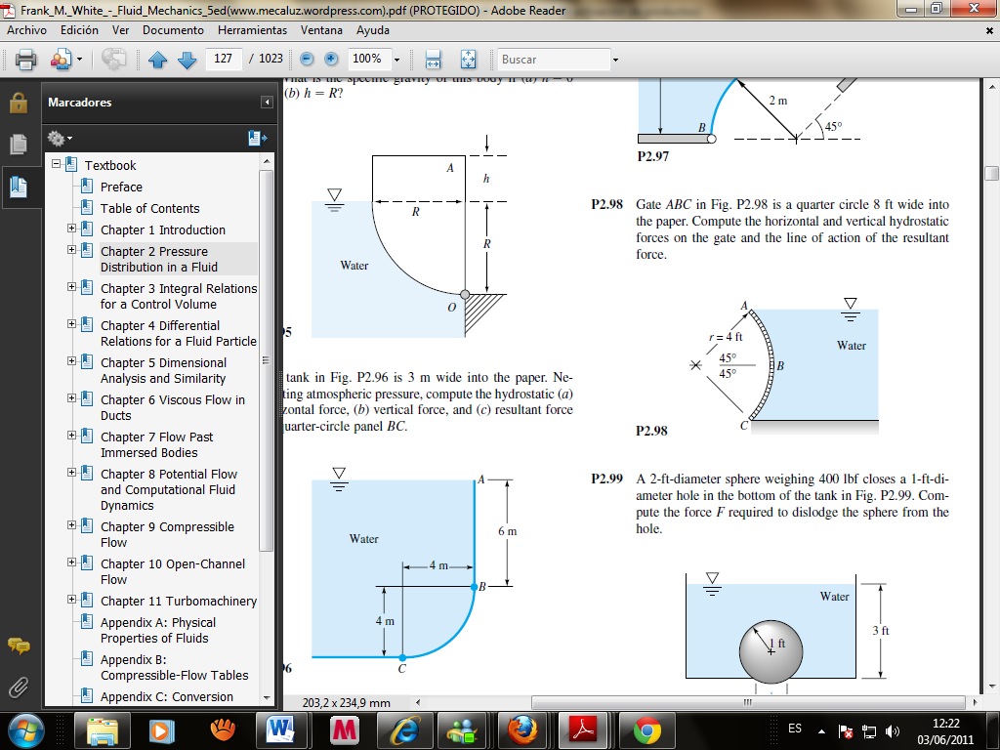 Frank_M._White_-_Fluid_Mechanics_5ed(www.mecaluz.wordpress.com).pdf (PROTEGIDO) - Adobe Reader
Archivo Edición Ver Documento Herramientas Ventana Ayuda
127 / 1023 100% Buscar
Marcadores
Textbook
Preface
Table of Contents
Chapter 1 Introduction
Chapter 2 Pressure
Distribution in a Fluid
Chapter 3 Integral Relations
for a Control Volume
Chapter 4 Differential
Relations for a Fluid Particle
Chapter 5 Dimensional
Analysis and Similarity
Chapter 6 Viscous Flow in
Ducts
Chapter 7 Flow Past
Immersed Bodies
Chapter 8 Potential Flow
and Computational Fluid
Dynamics
Chapter 9 Compressible
Flow
Chapter 10 Open-Channel
Flow
Chapter 11 Turbomachinery
Appendix A: Physical
Properties of Fluids
Appendix B:
Compressible-Flow Tables
Appendix C: Conversion
What is the specific gravity of this body if (a) h = 0
(b) h = R?
A
h
R
R
Water
O
95
tank in Fig. P2.96 is 3 m wide into the paper. Ne-
ting atmospheric pressure, compute the hydrostatic (a)
zontal force, (b) vertical force, and (c) resultant force
quarter-circle panel BC.
A
Water
6 m
4 m
B
4 m
C
96
2 m
B
45°
P2.97
P2.98 Gate ABC in Fig. P2.98 is a quarter circle 8 ft wide into
the paper. Compute the horizontal and vertical hydrostatic
forces on the gate and the line of action of the resultant
force.
A
r = 4 ft
Water
45°
45°
B
C
P2.98
P2.99 A 2-ft-diameter sphere weighing 400 lbf closes a 1-ft-di-
ameter hole in the bottom of the tank in Fig. P2.99. Com-
pute the force F required to dislodge the sphere from the
hole.
Water
3 ft
1 ft
203,2 x 234,9 mm
ES
12:22
03/06/2011